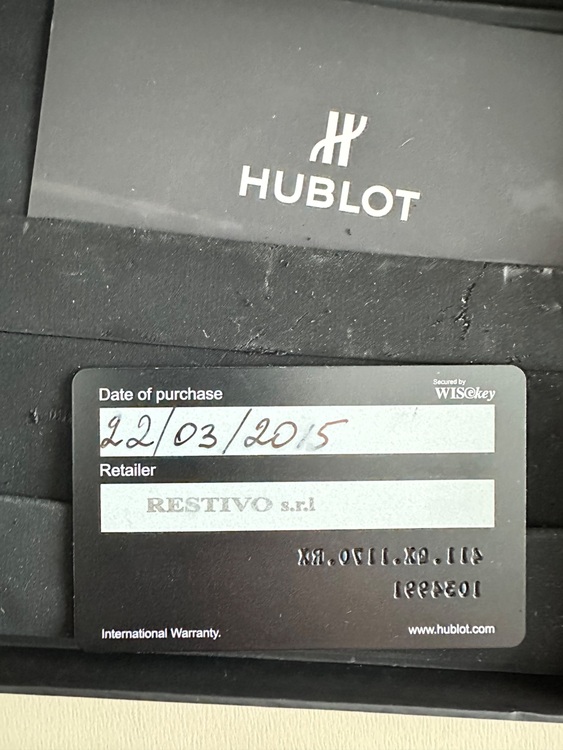 HUBLOT
Date of purchase
Secured by
WISekey
22/03/2015
Retailer
RESTIVO s.r.l
411.QX.1170.RX
International Warranty.
www.hublot.com